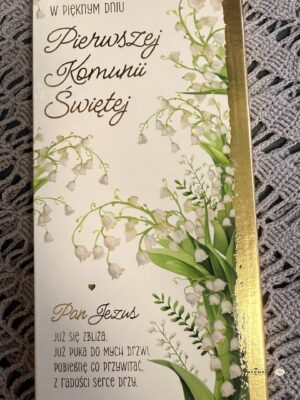 W PIĘKNYM DNIU
Pierwszej
Komunii
Świętej
Pan Jezus
JUŻ SIĘ ZBLIŻA,
JUŻ PUKA DO MYCH DRZWI,
POBIEGNĘ GO PRZYWITAĆ,
Z RADOŚCI SERCE DRŻY.